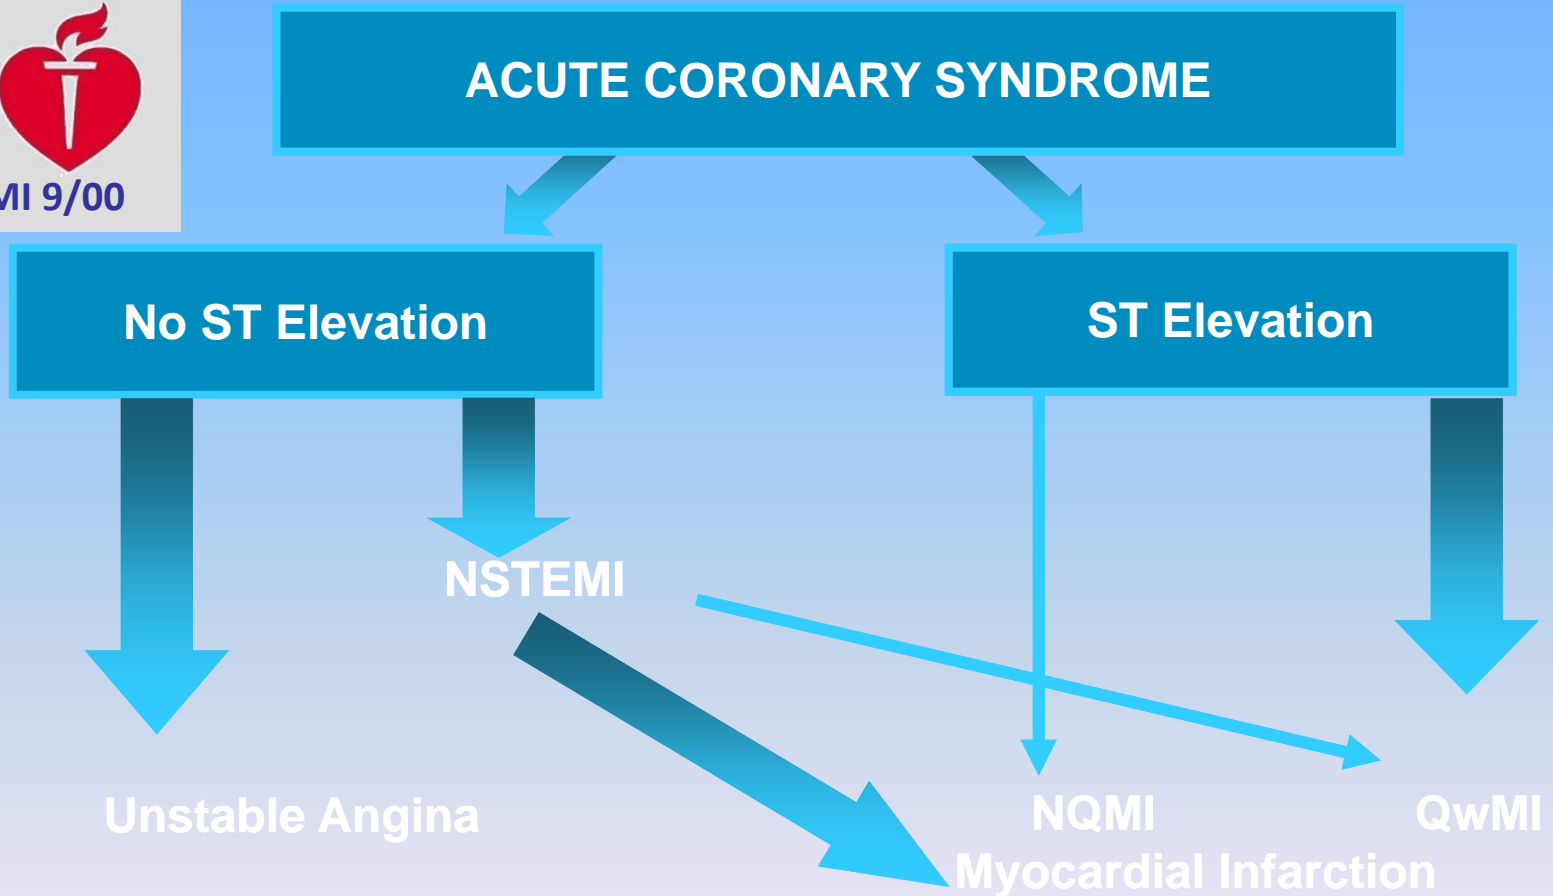 ACUTE CORONARY SYNDROME
MI 9/00
No ST Elevation
ST Elevation
NSTEMI
Unstable Angina
NQMI
QwMI
Myocardial Infarction